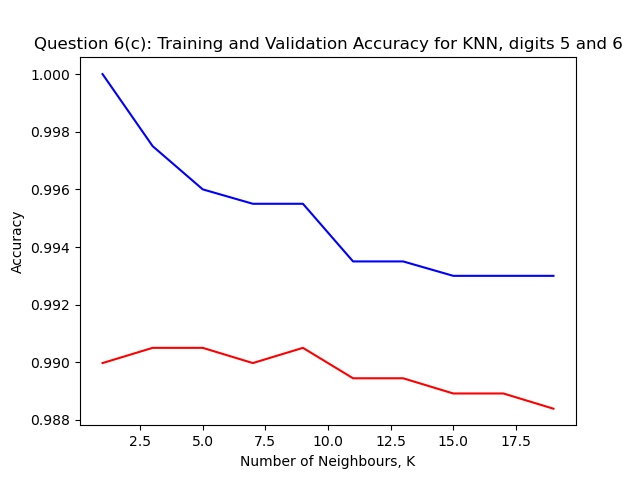 Question 6(c): Training and Validation Accuracy for KNN, digits 5 and 6
1.000
0.998
0.996
0.994
0.992
0.990
0.988
Accuracy
2.5 5.0 7.5 10.0 12.5 15.0 17.5
Number of Neighbours, K